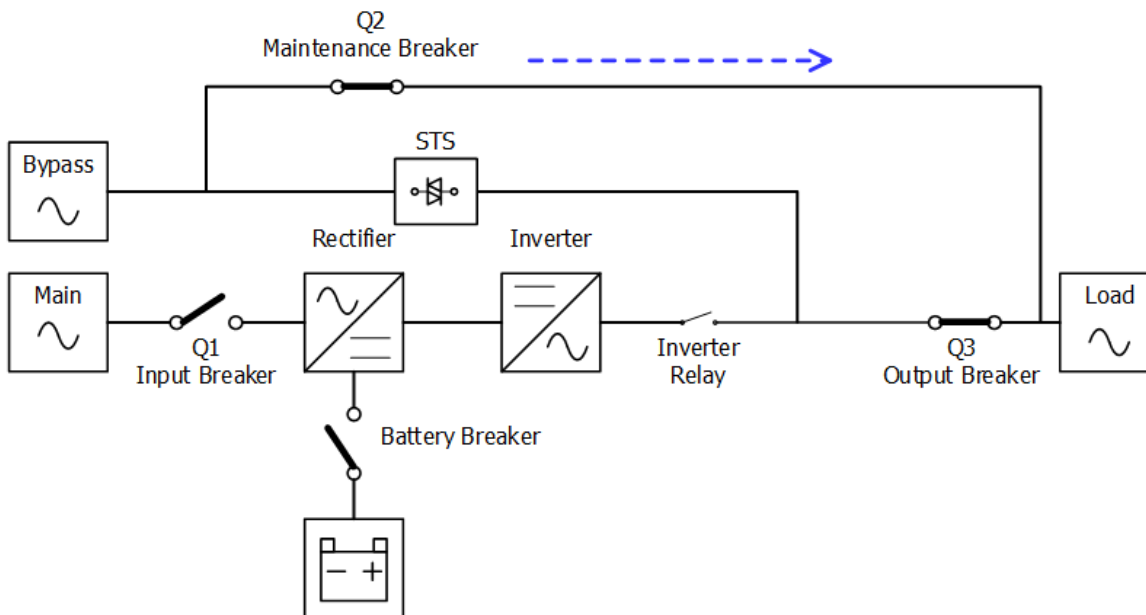 Q2
Maintenance Breaker
STS
Bypass
Rectifier
Inverter
Main
Load
Q1
Input Breaker
Inverter
Relay
Q3
Output Breaker
Battery Breaker